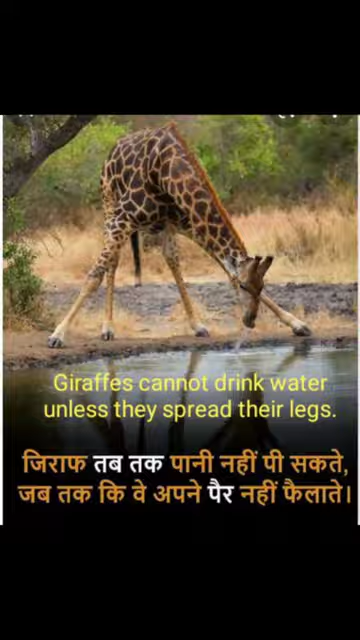 Giraffes cannot drink water
unless they spread their legs.
जिराफ तब तक पानी नहीं पी सकते,
जब तक कि वे अपने पैर नहीं फैलाते।